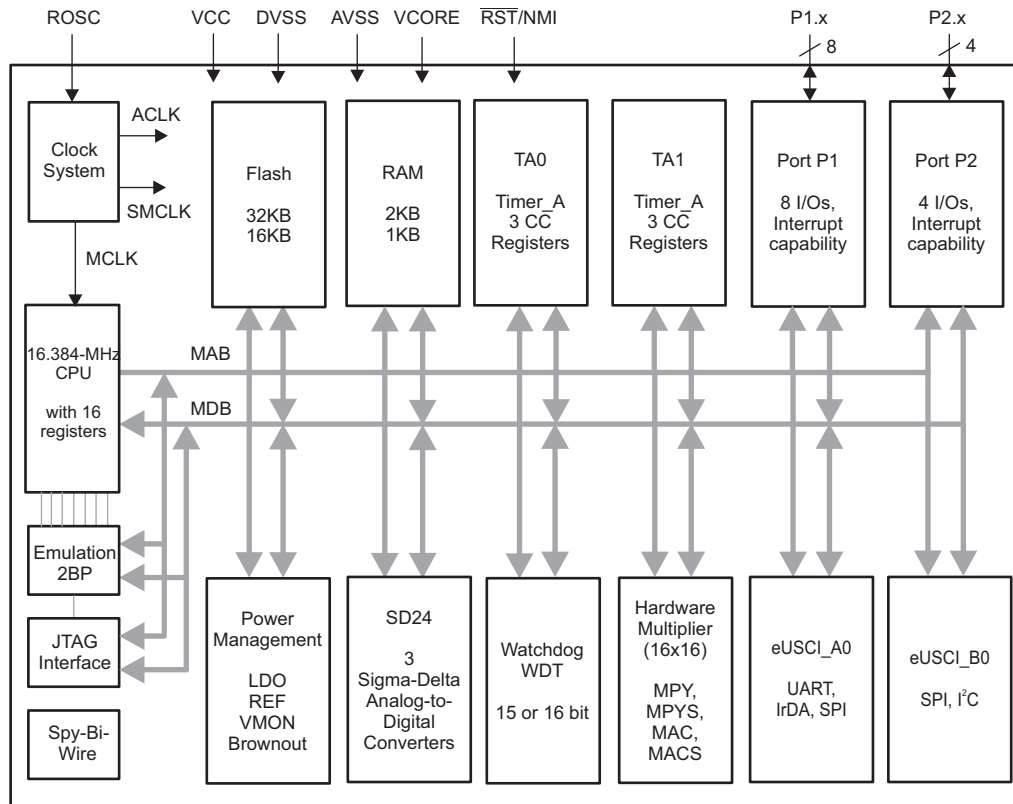 ROSC
VCC
DVSS
AVSS
VCORE
RST/NMI
P1.x
P2.x
8
4
Clock
System
ACLK
SMCLK
MCLK
Flash
32KB
16KB
RAM
2KB
1KB
TA0
Timer_A
3 CC
Registers
TA1
Timer_A
3 CC
Registers
Port P1
8 I/Os,
Interrupt
capability
Port P2
4 I/Os,
Interrupt
capability
16.384-MHz
CPU
with 16
registers
MAB
MDB
Emulation
2BP
JTAG
Interface
Spy-Bi-
Wire
Power
Management
LDO
REF
VMON
Brownout
SD24
3
Sigma-Delta
Analog-to-
Digital
Converters
Watchdog
WDT
15 or 16 bit
Hardware
Multiplier
(16x16)
MPY,
MPYS,
MAC,
MACS
eUSCI_A0
UART,
IrDA, SPI
eUSCI_B0
SPI, I²C